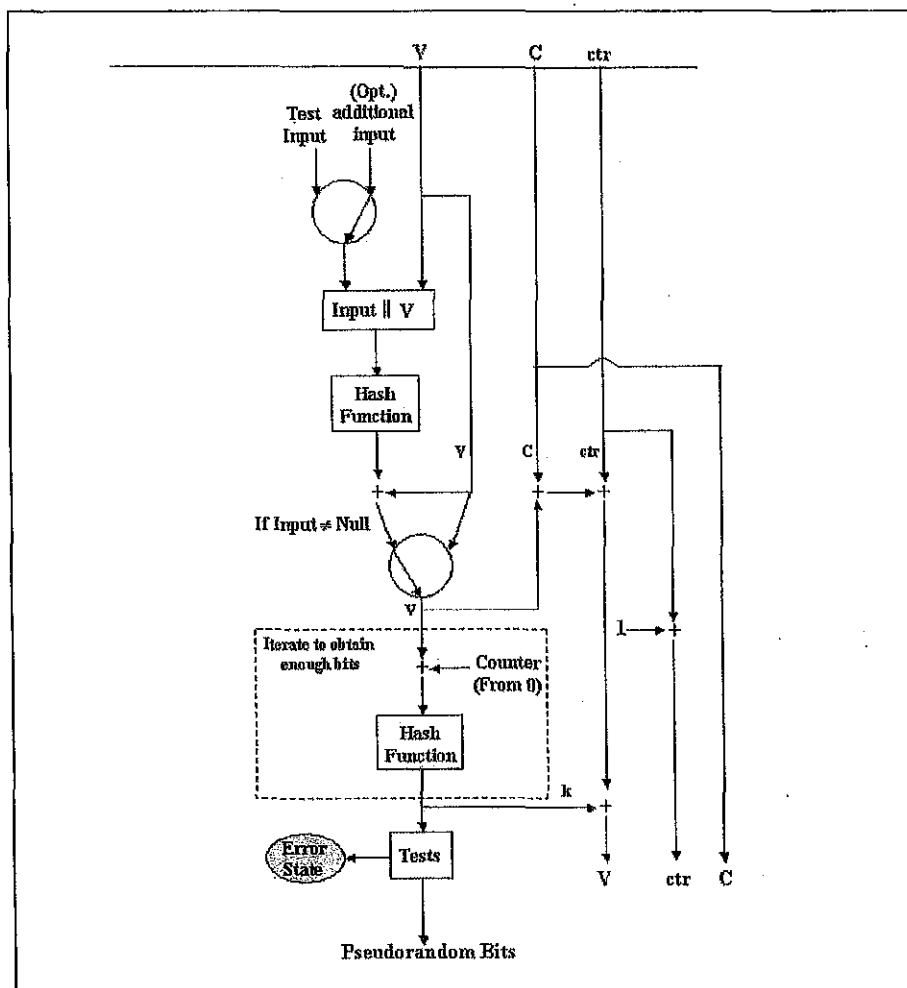 V C ctr
(Opt.)
Test additional
Input input
Input || V
Hash
Function
V C ctr
+ + +
If Input ≠ Null
V
1 +
Iterate to obtain
enough bits
+ Counter
(From 0)
Hash
Function
k +
Error
State
Tests
V ctr C
Pseudorandom Bits